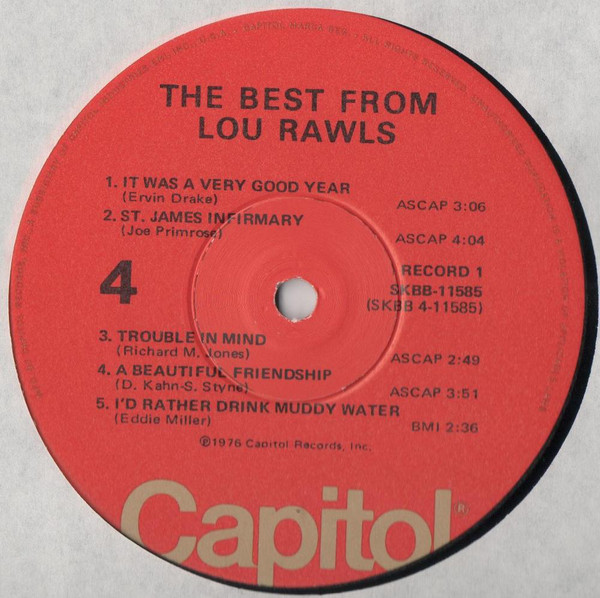 THE BEST FROM
LOU RAWLS
1. IT WAS A VERY GOOD YEAR
(Ervin Drake)
ASCAP 3:06
2. ST. JAMES INFIRMARY
(Joe Primrose)
ASCAP 4:04
4
RECORD 1
SKBB-11585
(SKBB 4-11585)
3. TROUBLE IN MIND
(Richard M. Jones)
ASCAP 2:49
4. A BEAUTIFUL FRIENDSHIP
(D. Kahn-S. Styne)
ASCAP 3:51
5. I'D RATHER DRINK MUDDY WATER
(Eddie Miller)
BMI 2:36
℗1976 Capitol Records, Inc.
Capitol®